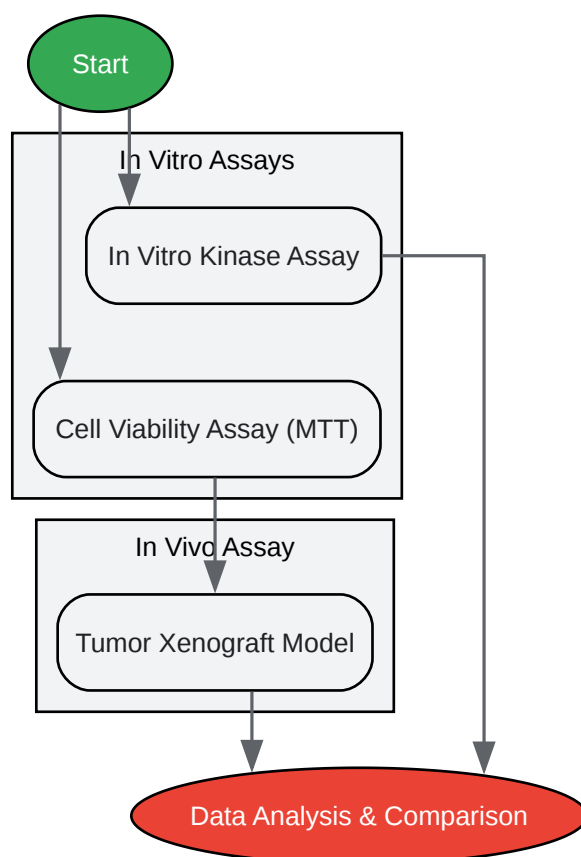 Start
In Vitro Assays
In Vitro Kinase Assay
Cell Viability Assay (MTT)
In Vivo Assay
Tumor Xenograft Model
Data Analysis & Comparison